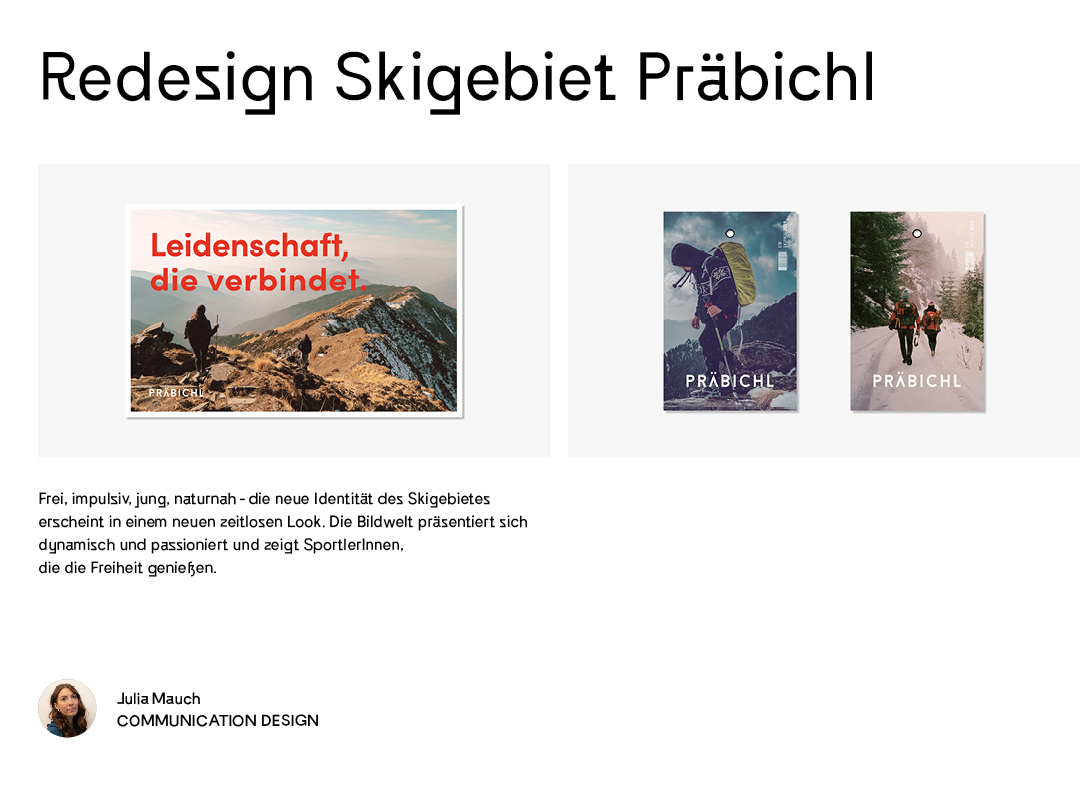 Redesign Skigebiet Präbichl
Leidenschaft,
die verbindet.
PRÄBICHL
PRÄBICHL
PRÄBICHL
Frei, impulsiv, jung, naturnah - die neue Identität des Skigebietes
erscheint in einem neuen zeitlosen Look. Die Bildwelt präsentiert sich
dynamisch und passioniert und zeigt SportlerInnen,
die die Freiheit genießen.
Julia Mauch
COMMUNICATION DESIGN